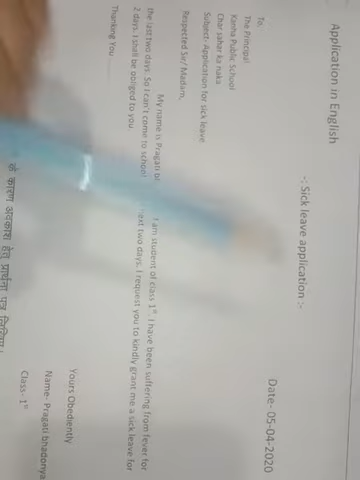 Application in English
-: Sick leave application :-
Date- 05-04-2020
To,
The Principal
Kanha Public School
Char sahar ka naka
Subject- Application for sick leave
Respected Sir/ Madam,
My name is Pragati I am student of class 1st. I have been suffering from fever for
the last two days. So I can't come to school next two days. I request you to kindly grant me a sick leave for
2 days. I shall be obliged to you.
Thanking You
Yours Obediently
Name- Pragati bhadoriya
Class- 1st
के कारण अवकाश हेतु प्रार्थना पत्र लिखिए।